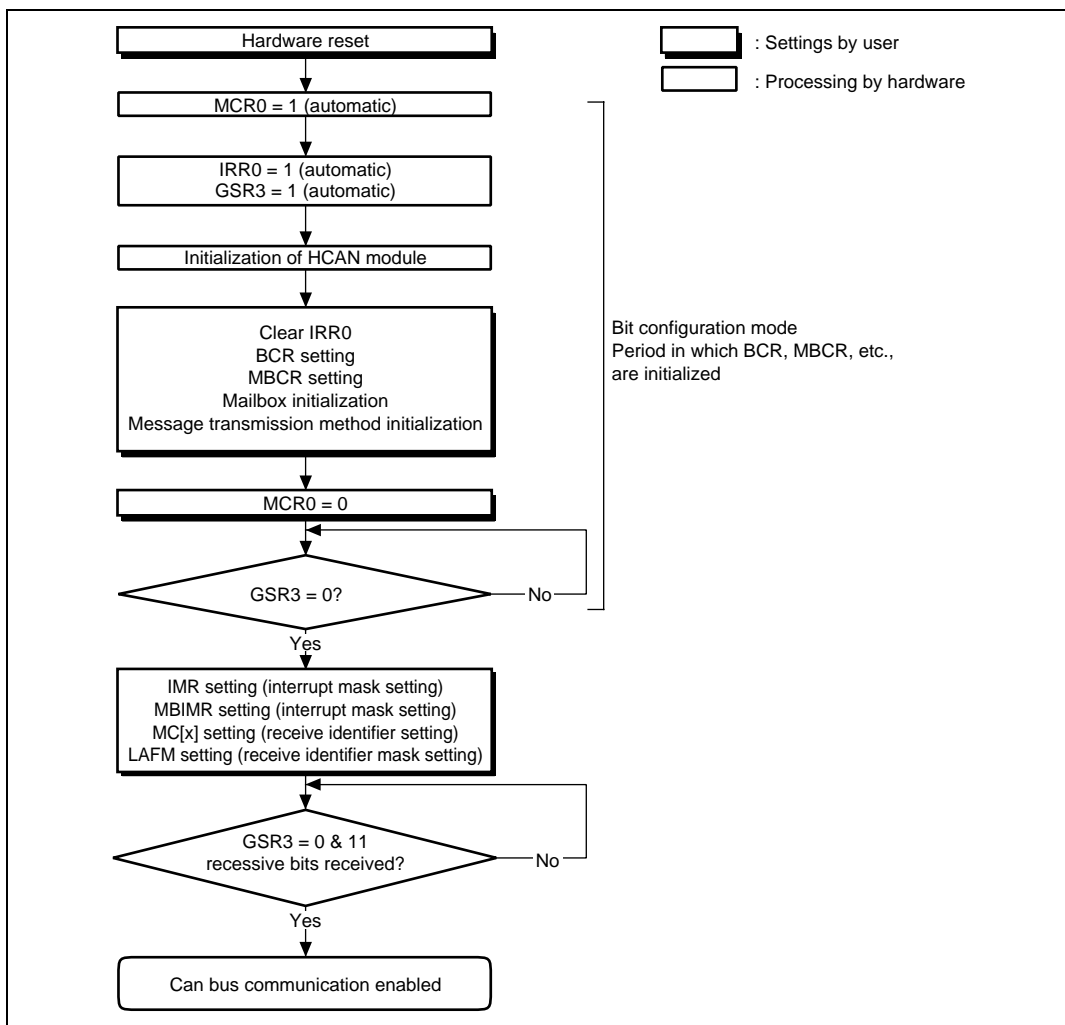 Hardware reset
: Settings by user
: Processing by hardware
MCR0 = 1 (automatic)
IRR0 = 1 (automatic)
GSR3 = 1 (automatic)
Initialization of HCAN module
Clear IRR0
BCR setting
MBCR setting
Mailbox initialization
Message transmission method initialization
Bit configuration mode
Period in which BCR, MBCR, etc.,
are initialized
MCR0 = 0
GSR3 = 0?
No
Yes
IMR setting (interrupt mask setting)
MBIMR setting (interrupt mask setting)
MC[x] setting (receive identifier setting)
LAFM setting (receive identifier mask setting)
GSR3 = 0 & 11
recessive bits received?
No
Yes
Can bus communication enabled